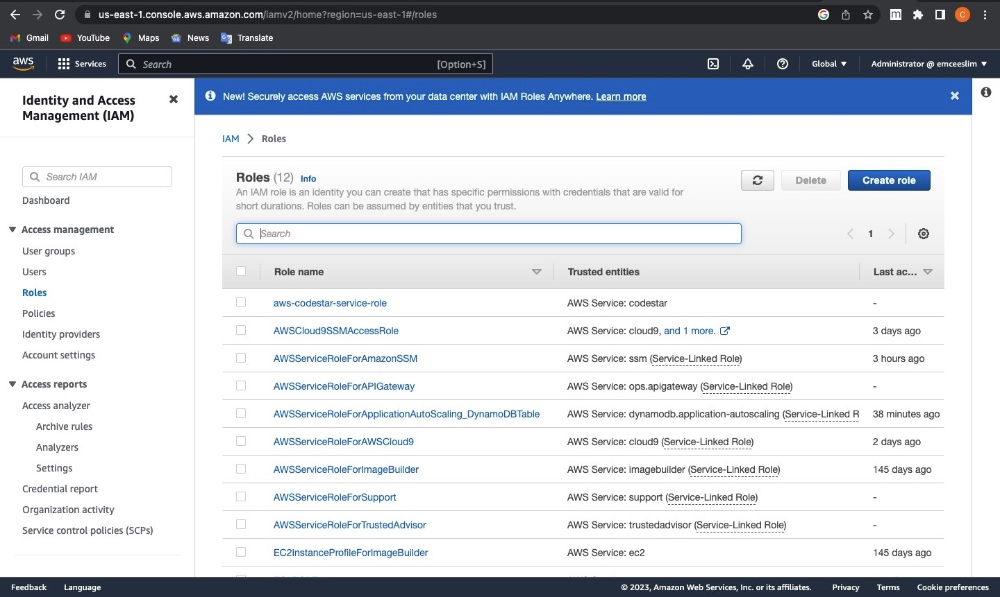 us-east-1.console.aws.amazon.com/iamv2/home?region=us-east-1#/roles
G
m
C
Gmail
YouTube
Maps
News
Translate
aws
Services
Search
[Option+S]
Global
Administrator @ emceeslim
Identity and Access
Management (IAM)
Search IAM
Dashboard
Access management
User groups
Users
Roles
Policies
Identity providers
Account settings
Access reports
Access analyzer
Archive rules
Analyzers
Settings
Credential report
Organization activity
Service control policies (SCPs)
New! Securely access AWS services from your data center with IAM Roles Anywhere. Learn more
IAM > Roles
Roles (12) Info
An IAM role is an identity you can create that has specific permissions with credentials that are valid for
short durations. Roles can be assumed by entities that you trust.
Delete
Create role
Search
1
Role name Trusted entities Last ac...
aws-codestar-service-role AWS Service: codestar -
AWSCloud9SSMAccessRole AWS Service: cloud9, and 1 more. 3 days ago
AWSServiceRoleForAmazonSSM AWS Service: ssm (Service-Linked Role) 3 hours ago
AWSServiceRoleForAPIGateway AWS Service: ops.apigateway (Service-Linked Role) -
AWSServiceRoleForApplicationAutoScaling_DynamoDBTable AWS Service: dynamodb.application-autoscaling (Service-Linked R 38 minutes ago
AWSServiceRoleForAWSCloud9 AWS Service: cloud9 (Service-Linked Role) 2 days ago
AWSServiceRoleForImageBuilder AWS Service: imagebuilder (Service-Linked Role) 145 days ago
AWSServiceRoleForSupport AWS Service: support (Service-Linked Role) -
AWSServiceRoleForTrustedAdvisor AWS Service: trustedadvisor (Service-Linked Role) -
EC2InstanceProfileForImageBuilder AWS Service: ec2 145 days ago
Feedback
Language
© 2023, Amazon Web Services, Inc. or its affiliates.
Privacy
Terms
Cookie preferences